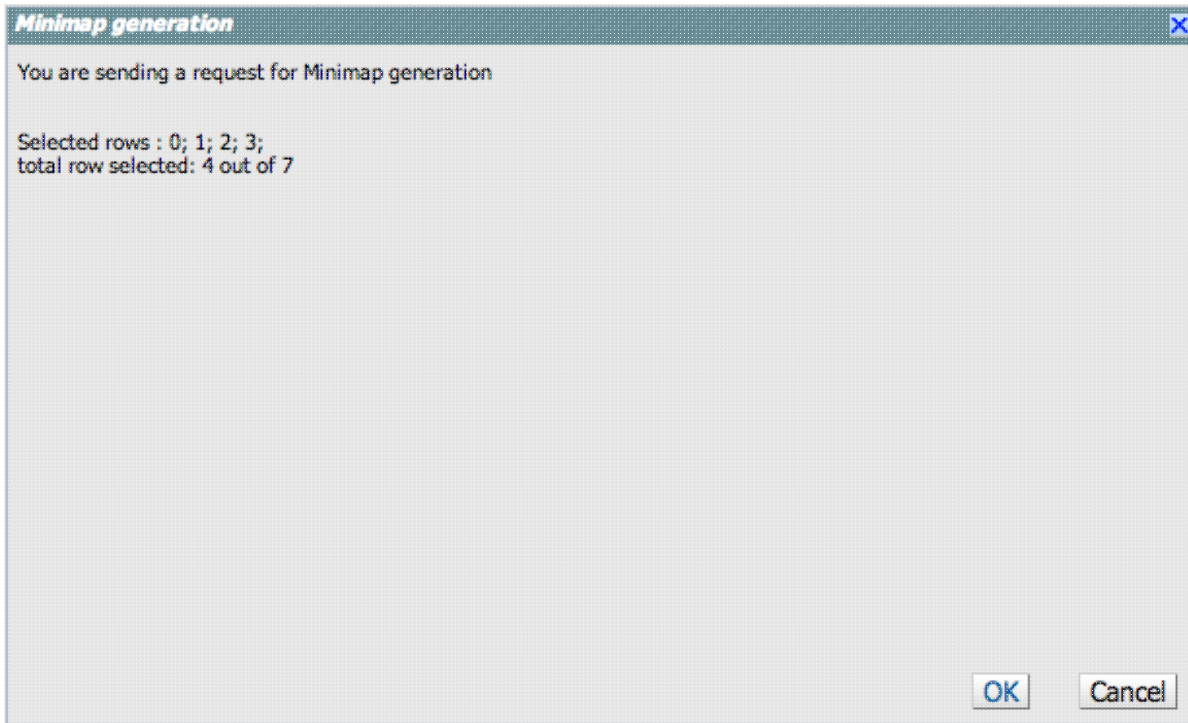 Minimap generation
You are sending a request for Minimap generation
Selected rows : 0; 1; 2; 3;
total row selected: 4 out of 7
OK Cancel